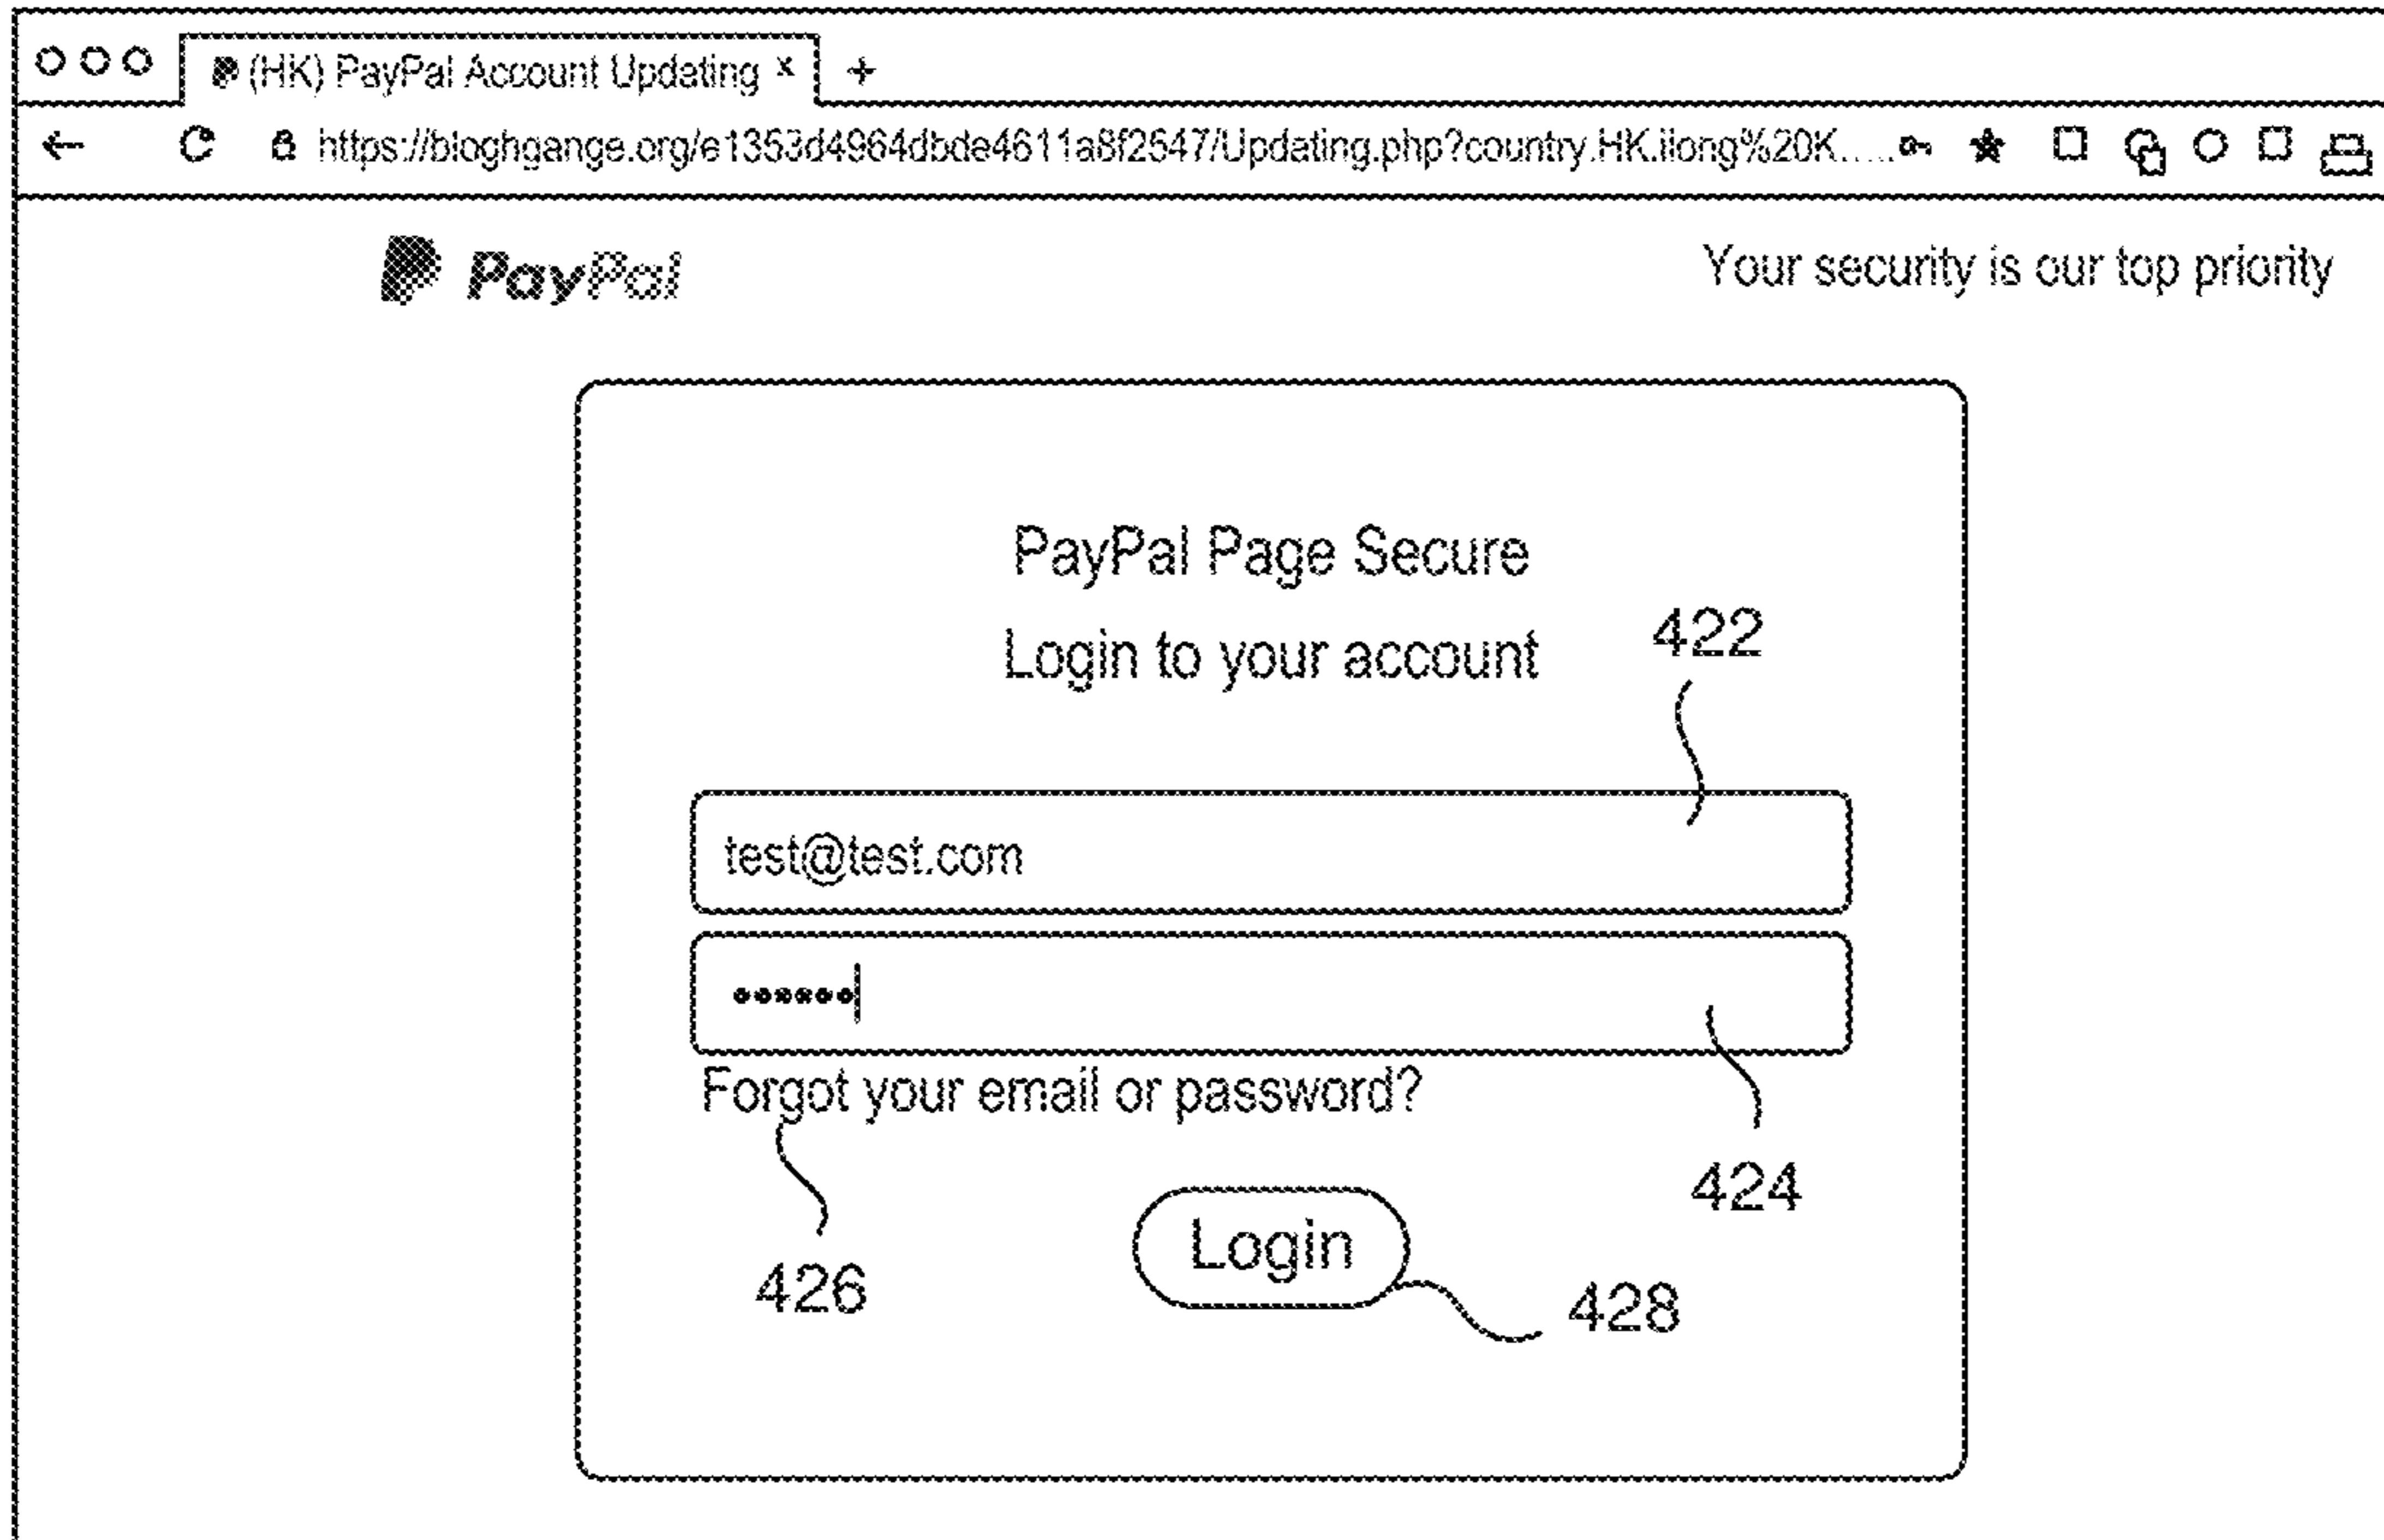 (HK) PayPal Account Updating x +
https://bloghgange.org/e1353d4964dbde4611a8f2547/Updating.php?country.HK.ilong%20K.....
PayPal
Your security is our top priority
PayPal Page Secure
Login to your account
422
test@test.com
Forgot your email or password?
424
Login
426
428